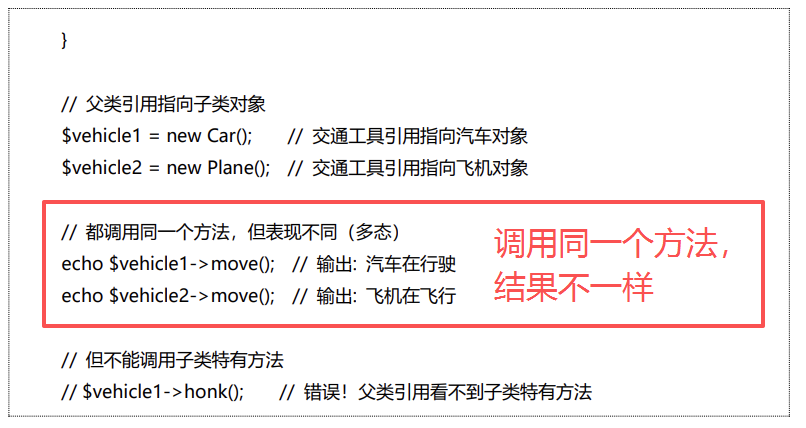 }
// 父类引用指向子类对象
$vehicle1 = new Car(); // 交通工具引用指向汽车对象
$vehicle2 = new Plane(); // 交通工具引用指向飞机对象
// 都调用同一个方法，但表现不同（多态）
echo $vehicle1->move(); // 输出: 汽车在行驶
echo $vehicle2->move(); // 输出: 飞机在飞行
调用同一个方法，
结果不一样
// 但不能调用子类特有方法
// $vehicle1->honk(); // 错误！父类引用看不到子类特有方法